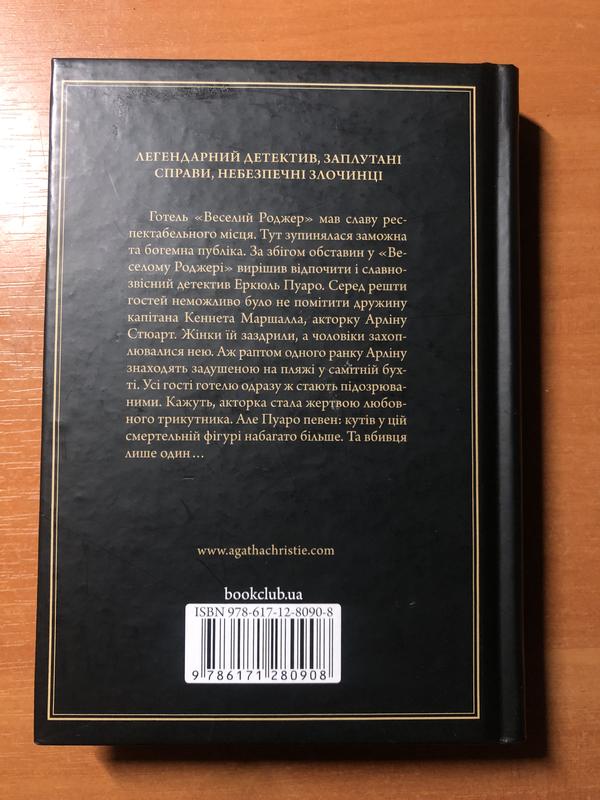 ЛЕГЕНДАРНИЙ ДЕТЕКТИВ, ЗАПЛУТАНІ
СПРАВИ, НЕБЕЗПЕЧНІ ЗЛОЧИНЦІ
Готель «Веселий Роджер» мав славу рес-
пектабельного місця. Тут зупинялася заможна
та богемна публіка. За збігом обставин у «Ве-
селому Роджері» вирішив відпочити і славно-
звісний детектив Еркюль Пуаро. Серед решти
гостей неможливо було не помітити дружину
капітана Кеннета Маршалла, акторку Арліну
Стюарт. Жінки їй заздрили, а чоловіки захоп-
лювалися нею. Аж раптом одного ранку Арліну
знаходять задушеною на пляжі у самітній бух-
ті. Усі гості готелю одразу ж стають підозрюва-
ними. Кажуть, акторка стала жертвою любов-
ного трикутника. Але Пуаро певен: кутів у цій
смертельній фігурі набагато більше. Та вбивця
лише один…
www.agathachristie.com
bookclub.ua
ISBN 978-617-12-8090-8
9 786171 280908